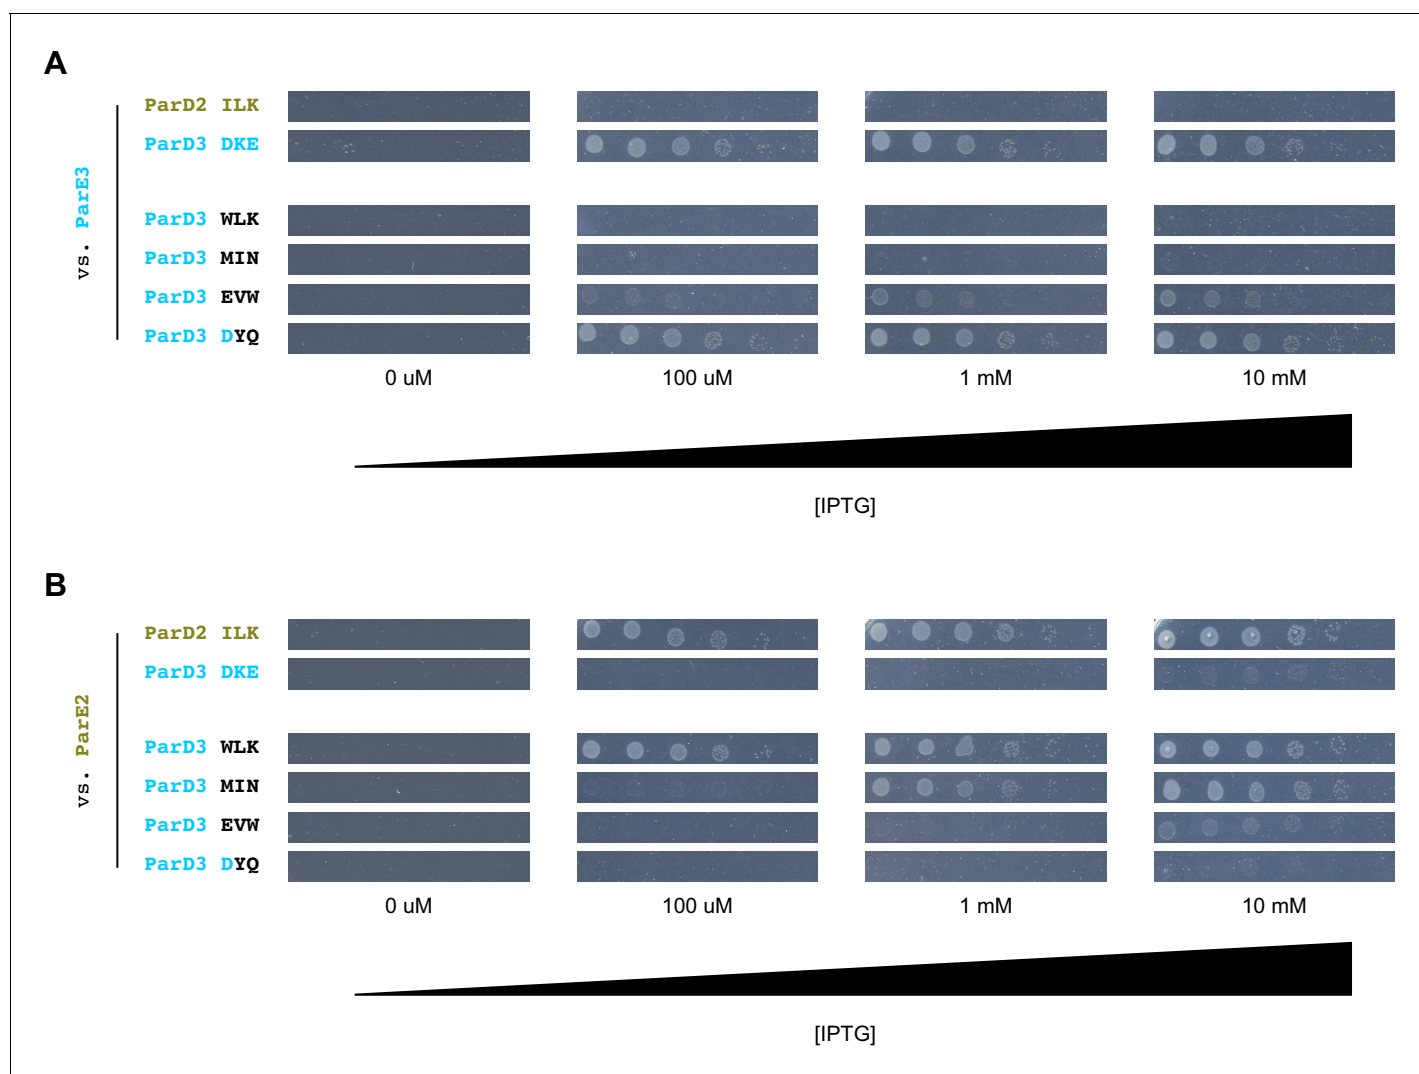 A
vs. ParE3
ParD2 ILK
ParD3 DKE
ParD3 WLK
ParD3 MIN
ParD3 EVW
ParD3 DYQ
0 uM 100 uM 1 mM 10 mM
[IPTG]
B
vs. ParE2
ParD2 ILK
ParD3 DKE
ParD3 WLK
ParD3 MIN
ParD3 EVW
ParD3 DYQ
0 uM 100 uM 1 mM 10 mM
[IPTG]